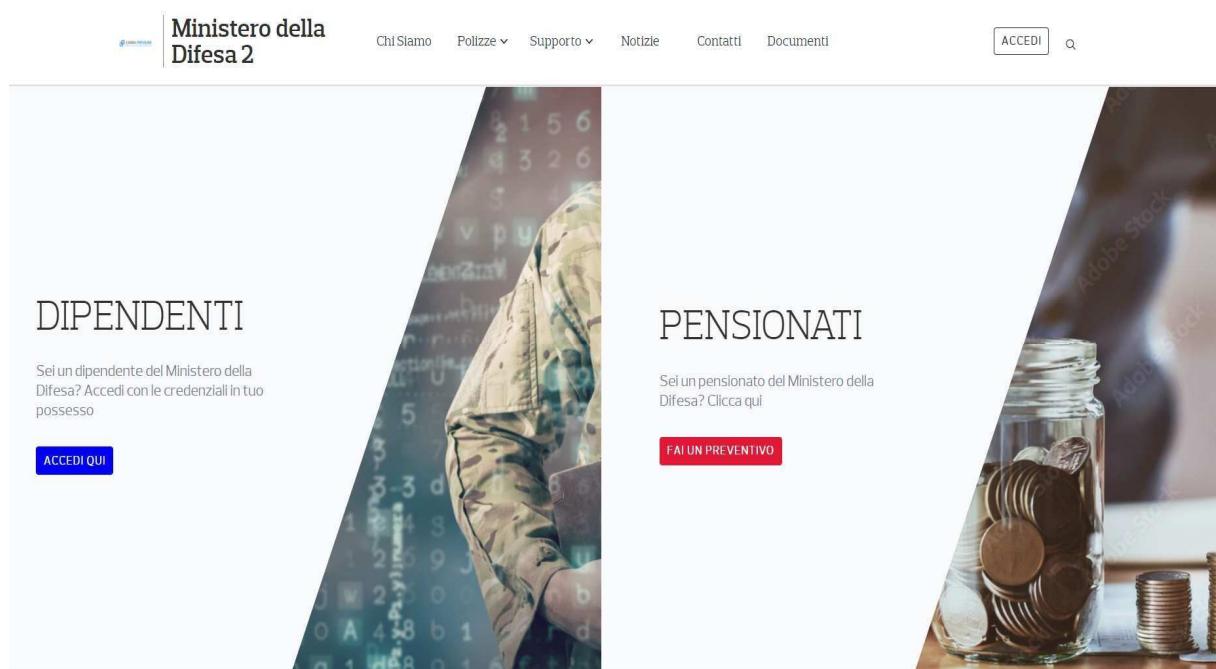 Ministero della
Difesa 2
Chi Siamo Polizze Supporto Notizie Contatti Documenti
ACCEDI
DIPENDENTI
Sei un dipendente del Ministero della
Difesa? Accedi con le credenziali in tuo
possesso
ACCEDI QUI
PENSIONATI
Sei un pensionato del Ministero della
Difesa? Clicca qui
FAI UN PREVENTIVO
Adobe Stock